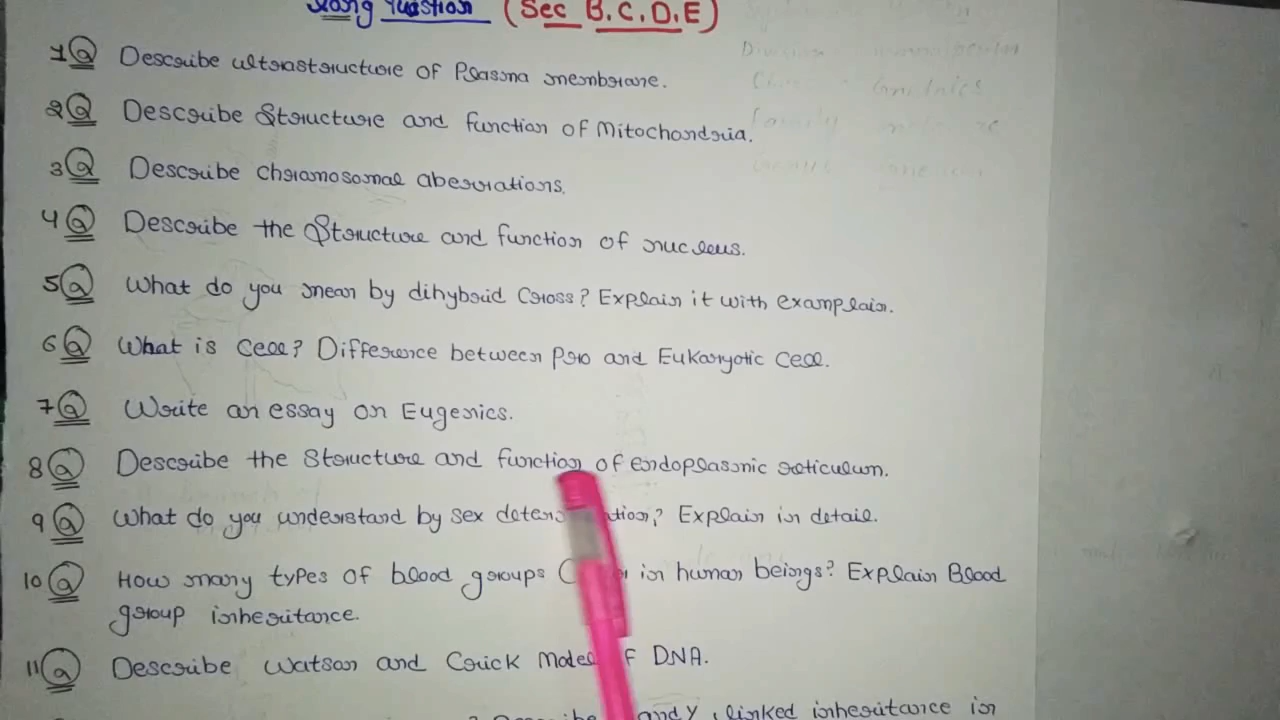 Long Question (Sec B.C.D.E)
1Q Describe ultrastructure of Plasma membrane.
2Q Describe Structure and function of Mitochondria.
3Q Describe chromosomal aberrations.
4Q Describe the Structure and function of nucleus.
5Q What do you mean by dihybrid Cross? Explain it with examplain.
6Q What is Cell? Difference between Pro and Eukaryotic Cell.
7Q Write an essay on Eugenics.
8Q Describe the Structure and function of endoplasmic reticulum.
9Q What do you understand by sex determination? Explain in detail.
10Q How many types of blood groups in human beings? Explain Blood
group inheritance.
11Q Describe Watson and Crick Model of DNA.
and Y linked inheritance in